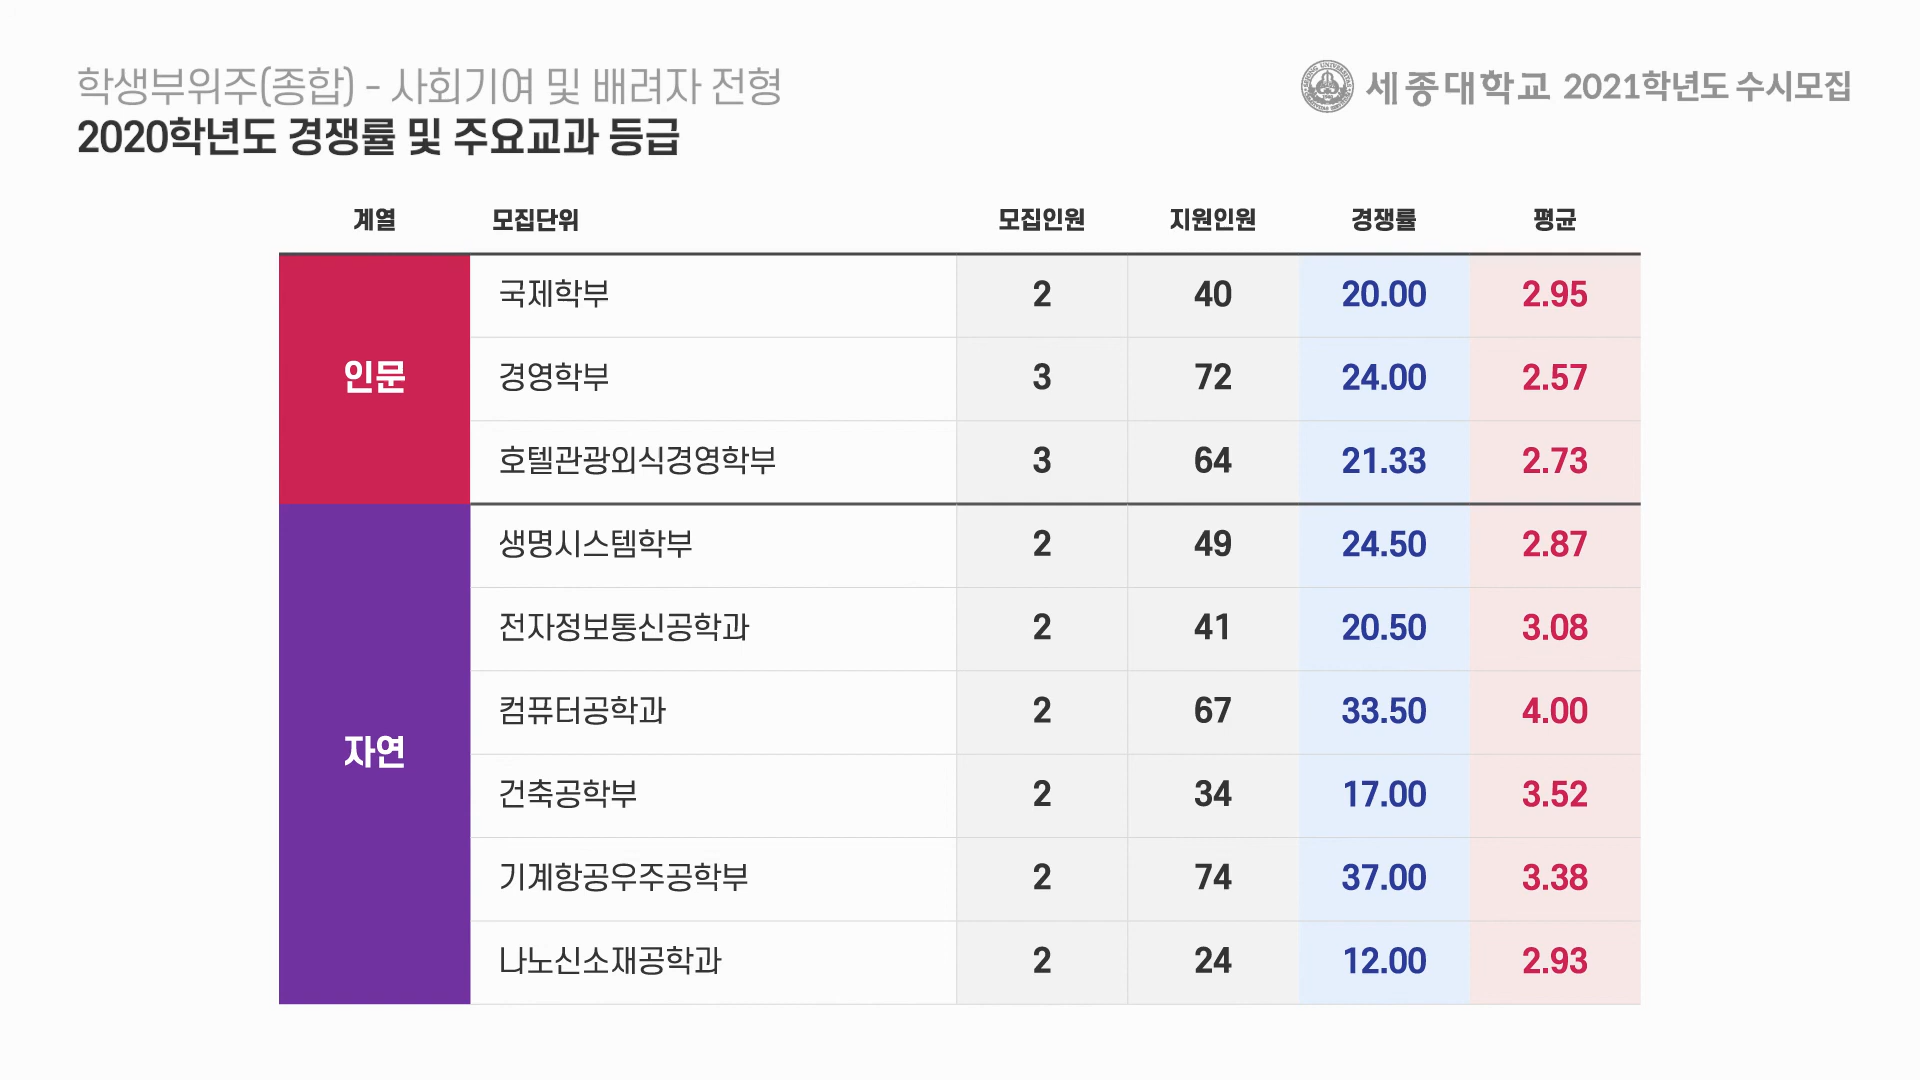 학생부위주(종합) - 사회기여 및 배려자 전형
2020학년도 경쟁률 및 주요교과 등급
세종대학교 2021학년도 수시모집
계열 모집단위 모집인원 지원인원 경쟁률 평균
인문
국제학부 2 40 20.00 2.95
경영학부 3 72 24.00 2.57
호텔관광외식경영학부 3 64 21.33 2.73
자연
생명시스템학부 2 49 24.50 2.87
전자정보통신공학과 2 41 20.50 3.08
컴퓨터공학과 2 67 33.50 4.00
건축공학부 2 34 17.00 3.52
기계항공우주공학부 2 74 37.00 3.38
나노신소재공학과 2 24 12.00 2.93